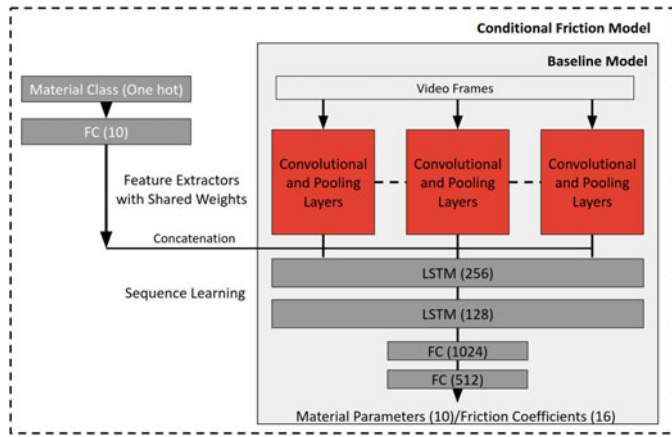 Conditional Friction Model
Baseline Model
Material Class (One hot)
Video Frames
FC (10)
Convolutional
and Pooling
Layers
Convolutional
and Pooling
Layers
Convolutional
and Pooling
Layers
Feature Extractors
with Shared Weights
Concatenation
LSTM (256)
Sequence Learning
LSTM (128)
FC (1024)
FC (512)
Material Parameters (10)/Friction Coefficients (16)